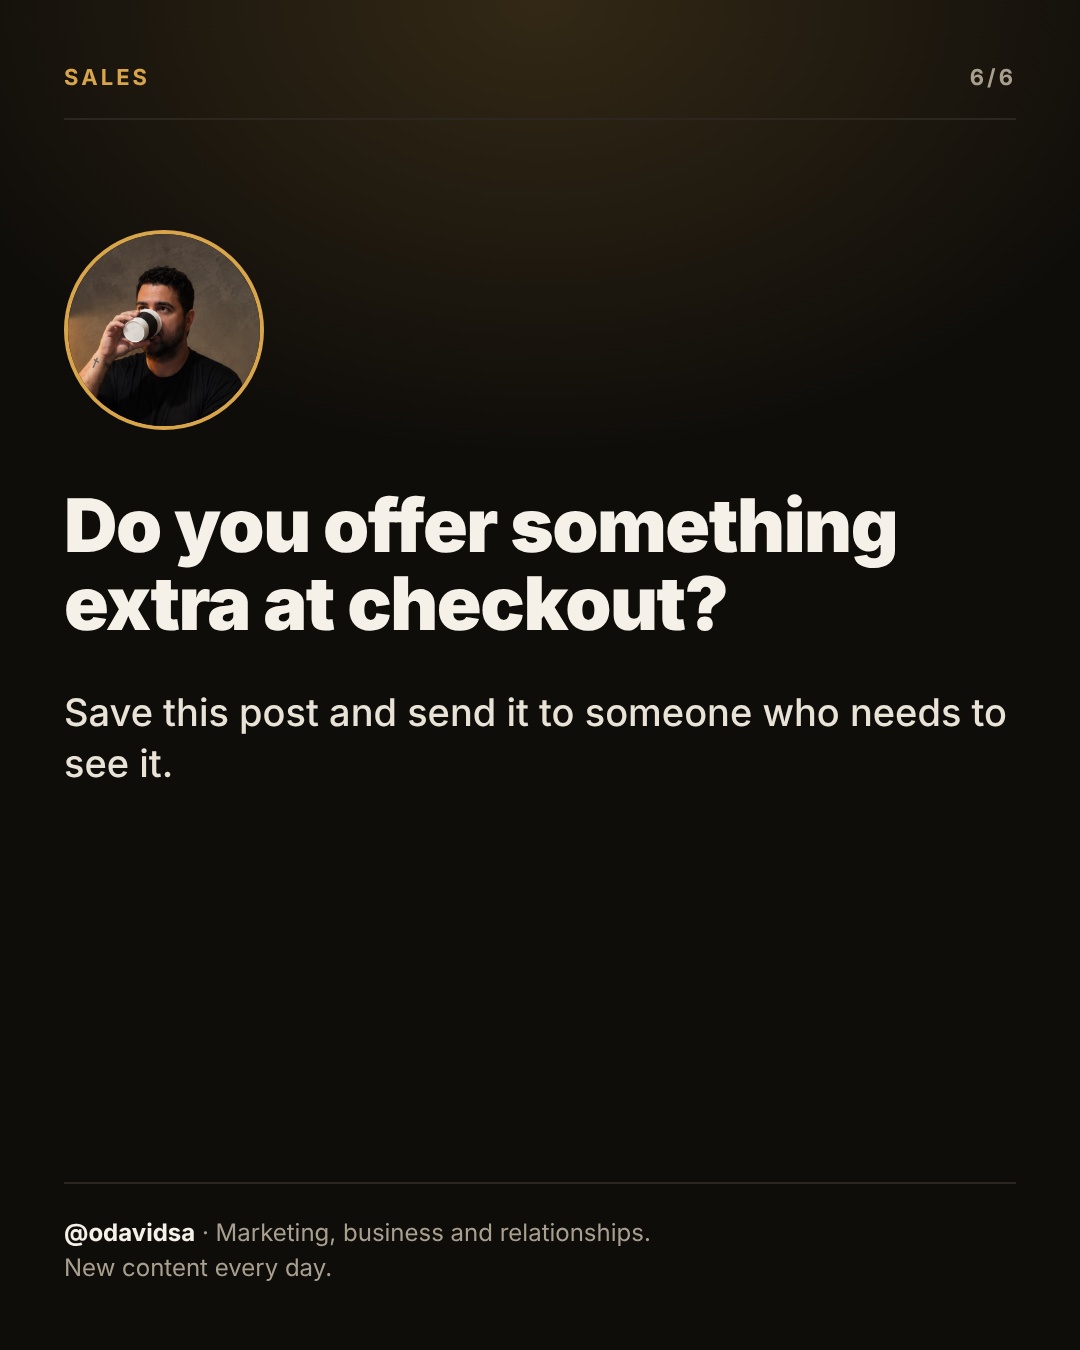 SALES
6/6
Do you offer something
extra at checkout?
Save this post and send it to someone who needs to
see it.
@odavidsa · Marketing, business and relationships.
New content every day.